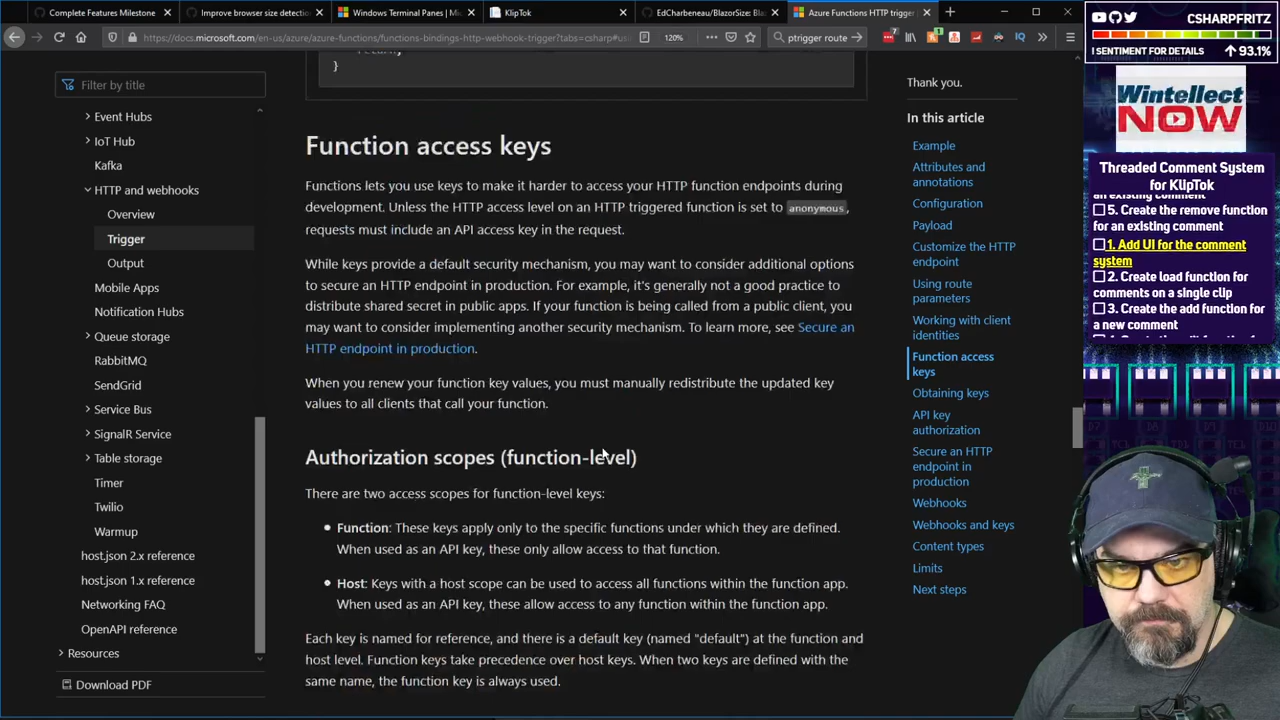 Complete Features Milestone
Improve browser size detectio
Windows Terminal Panes | Mic
KlipTok
EdCharbeneau/BlazorSize: Blaz
Azure Functions HTTP trigger
https://docs.microsoft.com/en-us/azure/azure-functions/functions-bindings-http-webhook-trigger?tabs=csharp#us
120%
ptrigger route
CSHARPFRITZ
!SENTIMENT FOR DETAILS
93.1%
Wintellect
NOW
Threaded Comment System
for KlipTok
an existing comment
5. Create the remove function
for an existing comment
1. Add UI for the comment
system
2. Create load function for
comments on a single clip
3. Create the add function for
a new comment
Filter by title
Event Hubs
IoT Hub
Kafka
HTTP and webhooks
Overview
Trigger
Output
Mobile Apps
Notification Hubs
Queue storage
RabbitMQ
SendGrid
Service Bus
SignalR Service
Table storage
Timer
Twilio
Warmup
host.json 2.x reference
host.json 1.x reference
Networking FAQ
OpenAPI reference
Resources
Download PDF
}
Function access keys
Functions lets you use keys to make it harder to access your HTTP function endpoints during
development. Unless the HTTP access level on an HTTP triggered function is set to anonymous,
requests must include an API access key in the request.
While keys provide a default security mechanism, you may want to consider additional options
to secure an HTTP endpoint in production. For example, it's generally not a good practice to
distribute shared secret in public apps. If your function is being called from a public client, you
may want to consider implementing another security mechanism. To learn more, see Secure an
HTTP endpoint in production.
When you renew your function key values, you must manually redistribute the updated key
values to all clients that call your function.
Authorization scopes (function-level)
There are two access scopes for function-level keys:
Function: These keys apply only to the specific functions under which they are defined.
When used as an API key, these only allow access to that function.
Host: Keys with a host scope can be used to access all functions within the function app.
When used as an API key, these allow access to any function within the function app.
Each key is named for reference, and there is a default key (named "default") at the function and
host level. Function keys take precedence over host keys. When two keys are defined with the
same name, the function key is always used.
Thank you.
In this article
Example
Attributes and
annotations
Configuration
Payload
Customize the HTTP
endpoint
Using route
parameters
Working with client
identities
Function access
keys
Obtaining keys
API key
authorization
Secure an HTTP
endpoint in
production
Webhooks
Webhooks and keys
Content types
Limits
Next steps